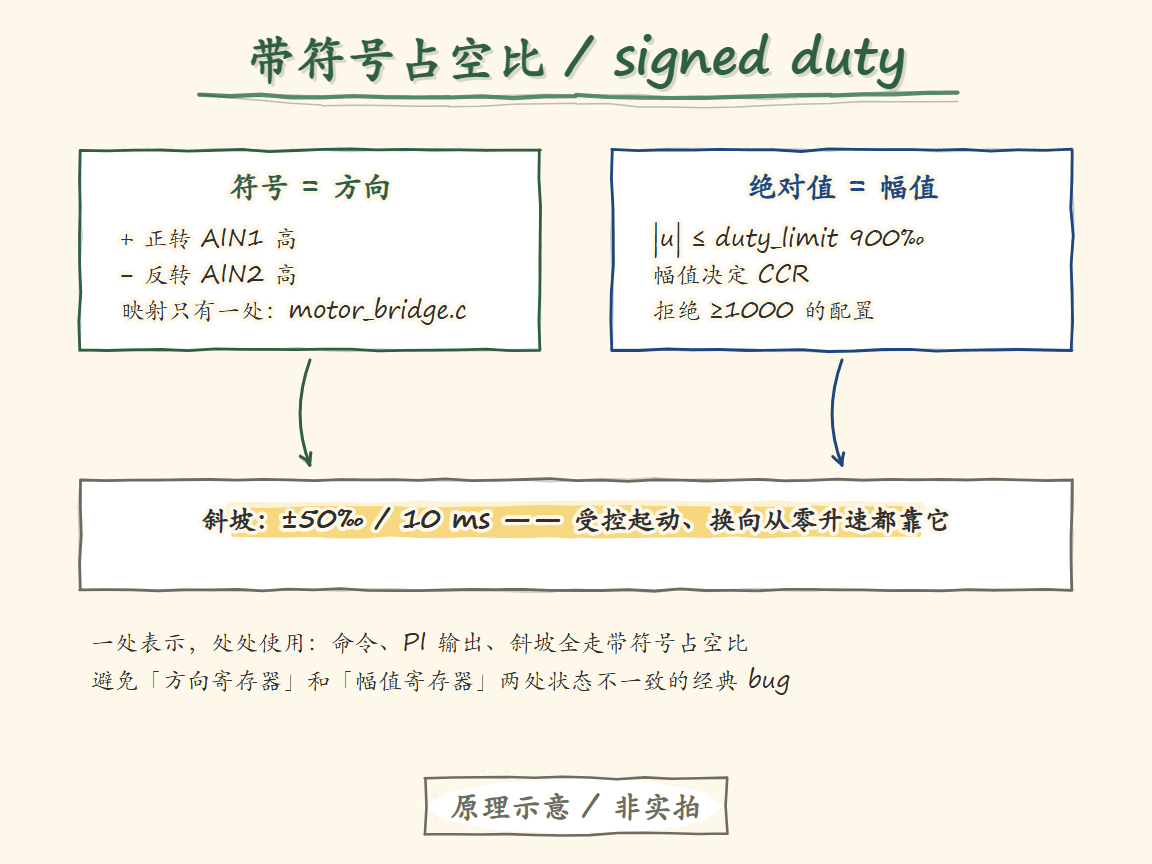 带符号占空比 / signed duty
符号 = 方向
+ 正转 AIN1 高
− 反转 AIN2 高
映射只有一处：motor_bridge.c
绝对值 = 幅值
|u| ≤ duty_limit 900‰
幅值决定 CCR
拒绝 ≥1000 的配置
斜坡：±50‰ / 10 ms —— 受控起动、换向从零升速都靠它
一处表示，处处使用：命令、PI 输出、斜坡全走带符号占空比
避免「方向寄存器」和「幅值寄存器」两处状态不一致的经典 bug
原理示意 / 非实拍